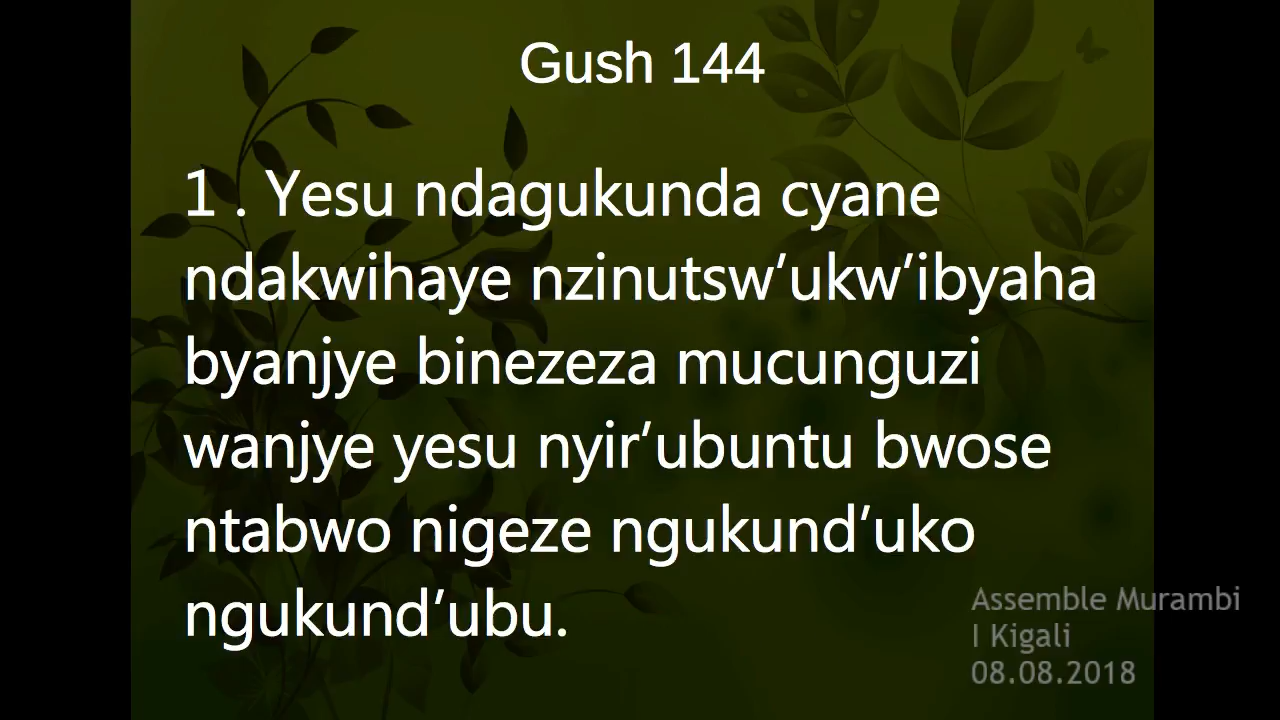 Gush 144
1 . Yesu ndagukunda cyane
ndakwihaye nzinutsw’ukw’ibyaha
byanjye binezeza mucunguzi
wanjye yesu nyir’ubuntu bwose
ntabwo nigeze ngukund’uko
ngukund’ubu.
Assemble Murambi
I Kigali
08.08.2018